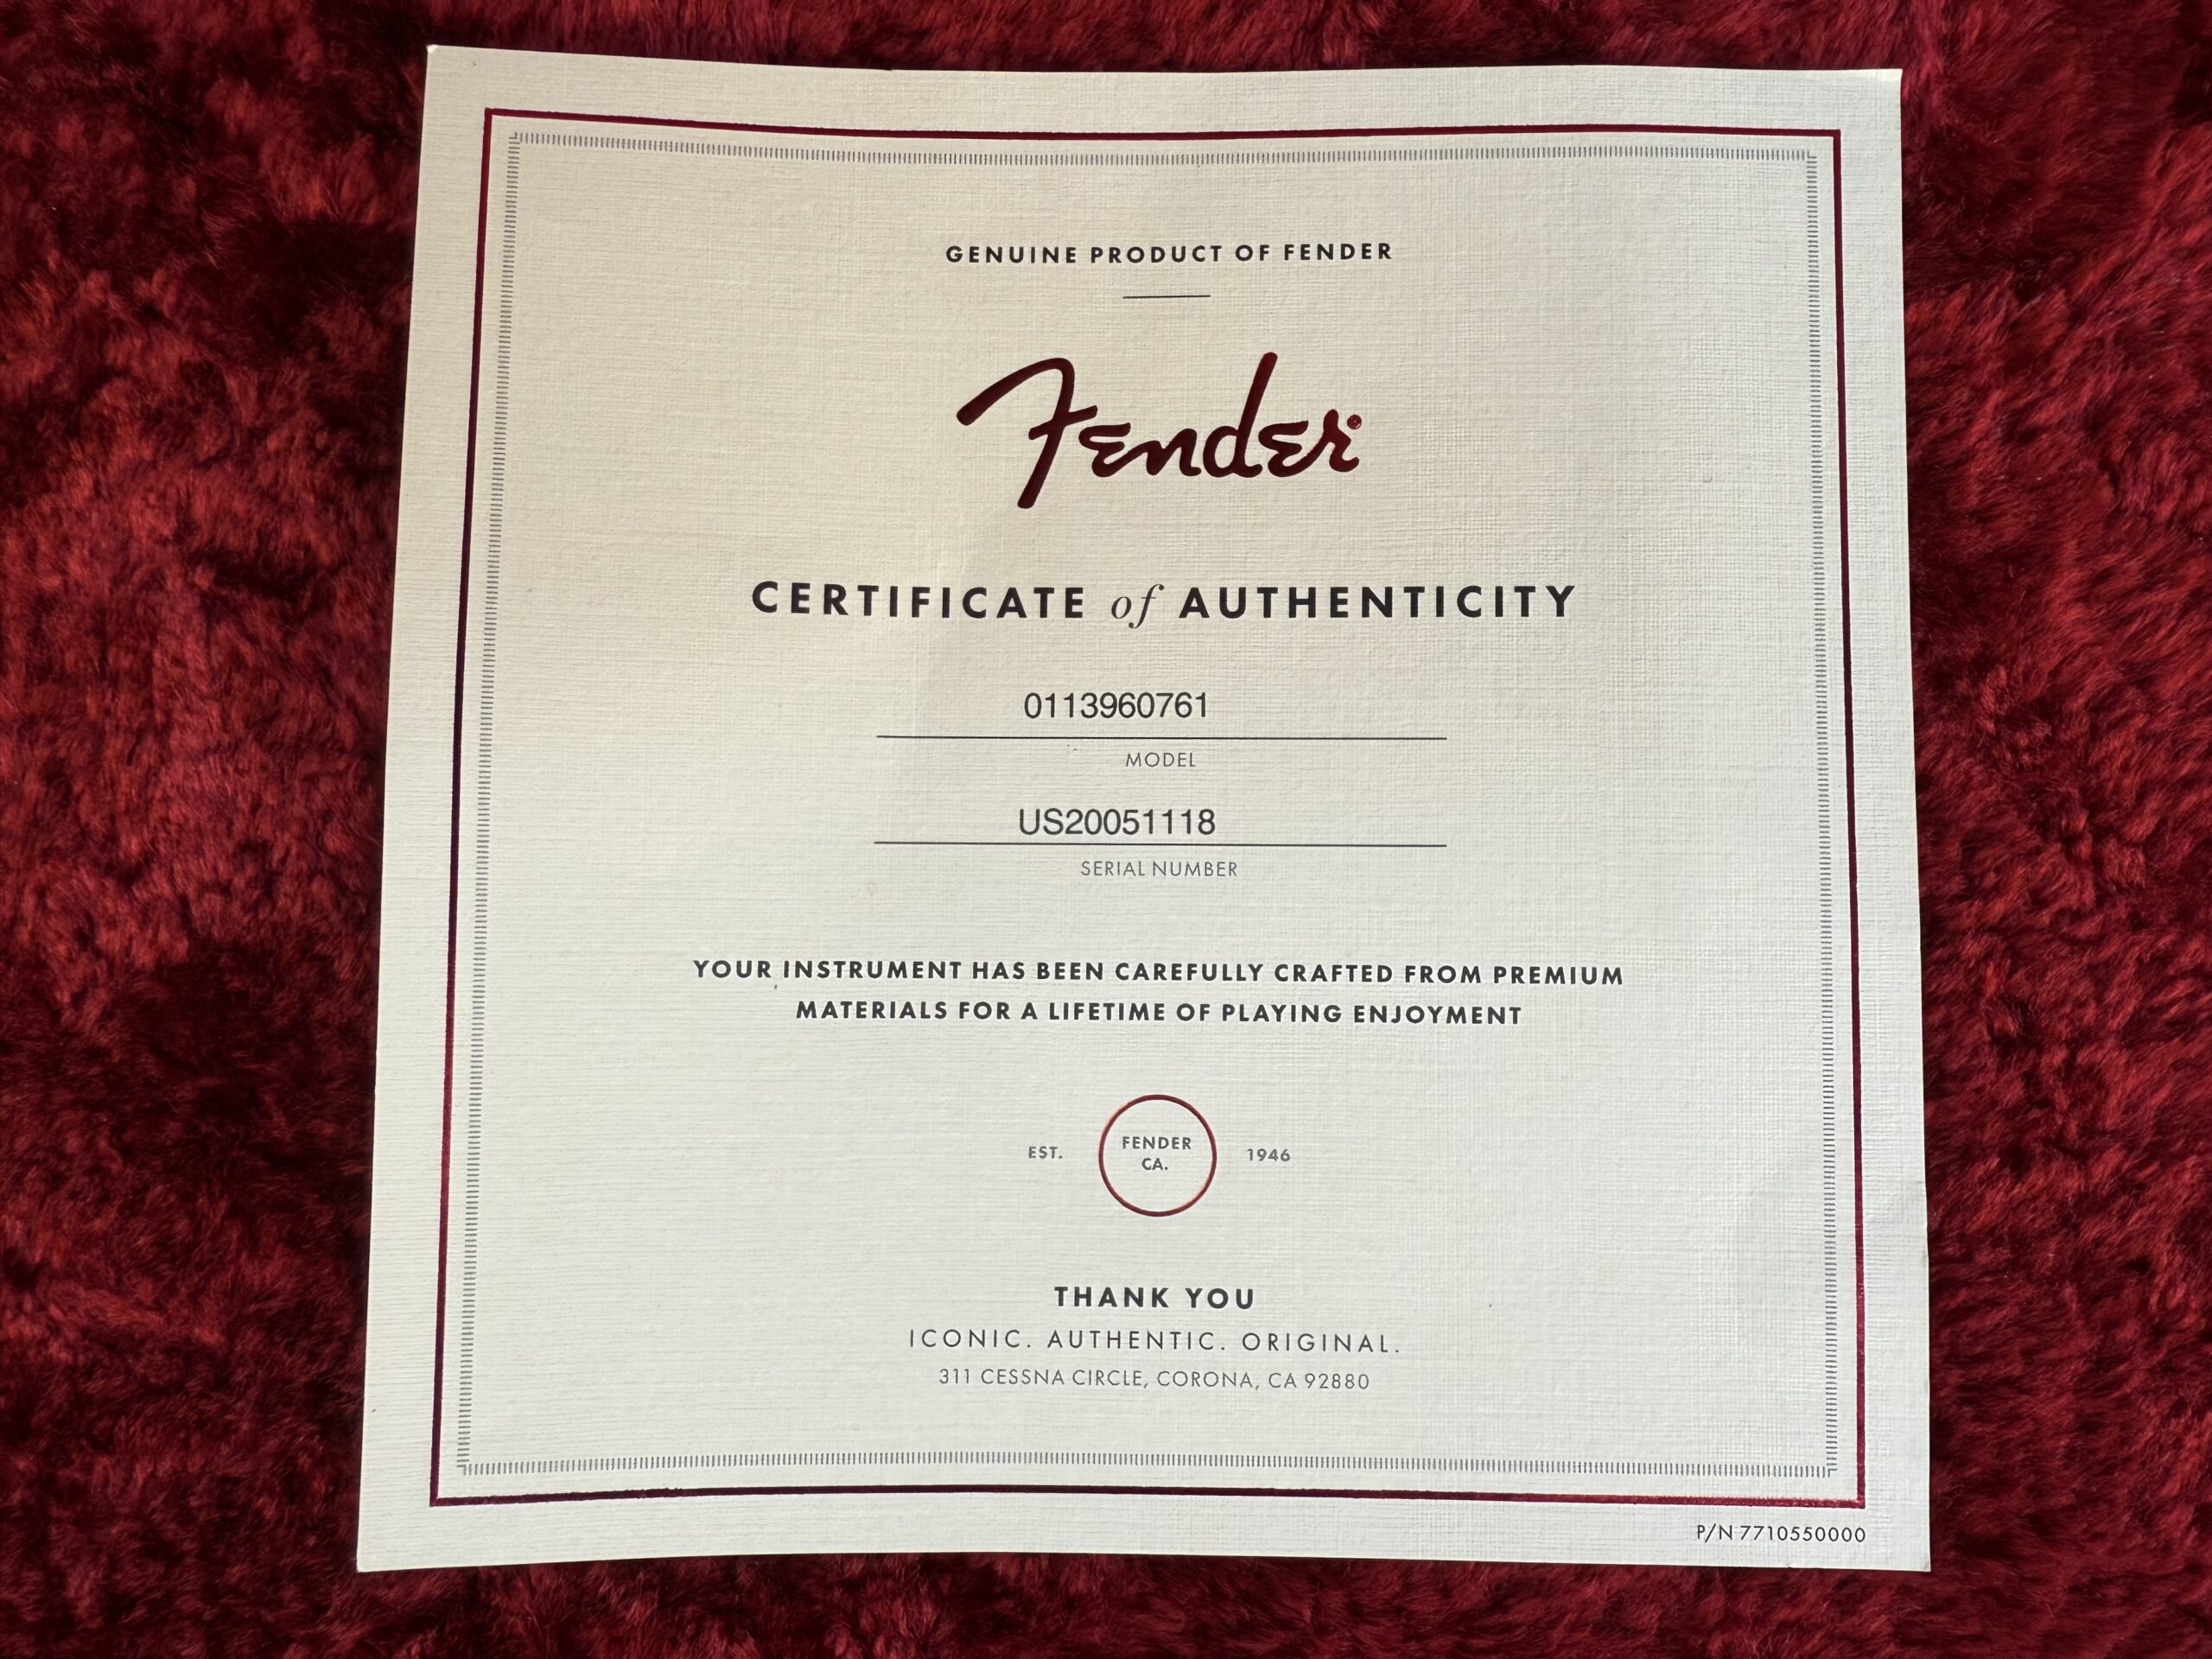 GENUINE PRODUCT OF FENDER
Fender®
CERTIFICATE of AUTHENTICITY
0113960761
MODEL
US20051118
SERIAL NUMBER
YOUR INSTRUMENT HAS BEEN CAREFULLY CRAFTED FROM PREMIUM
MATERIALS FOR A LIFETIME OF PLAYING ENJOYMENT
EST. FENDER CA. 1946
THANK YOU
ICONIC. AUTHENTIC. ORIGINAL.
311 CESSNA CIRCLE, CORONA, CA 92880
P/N 7710550000